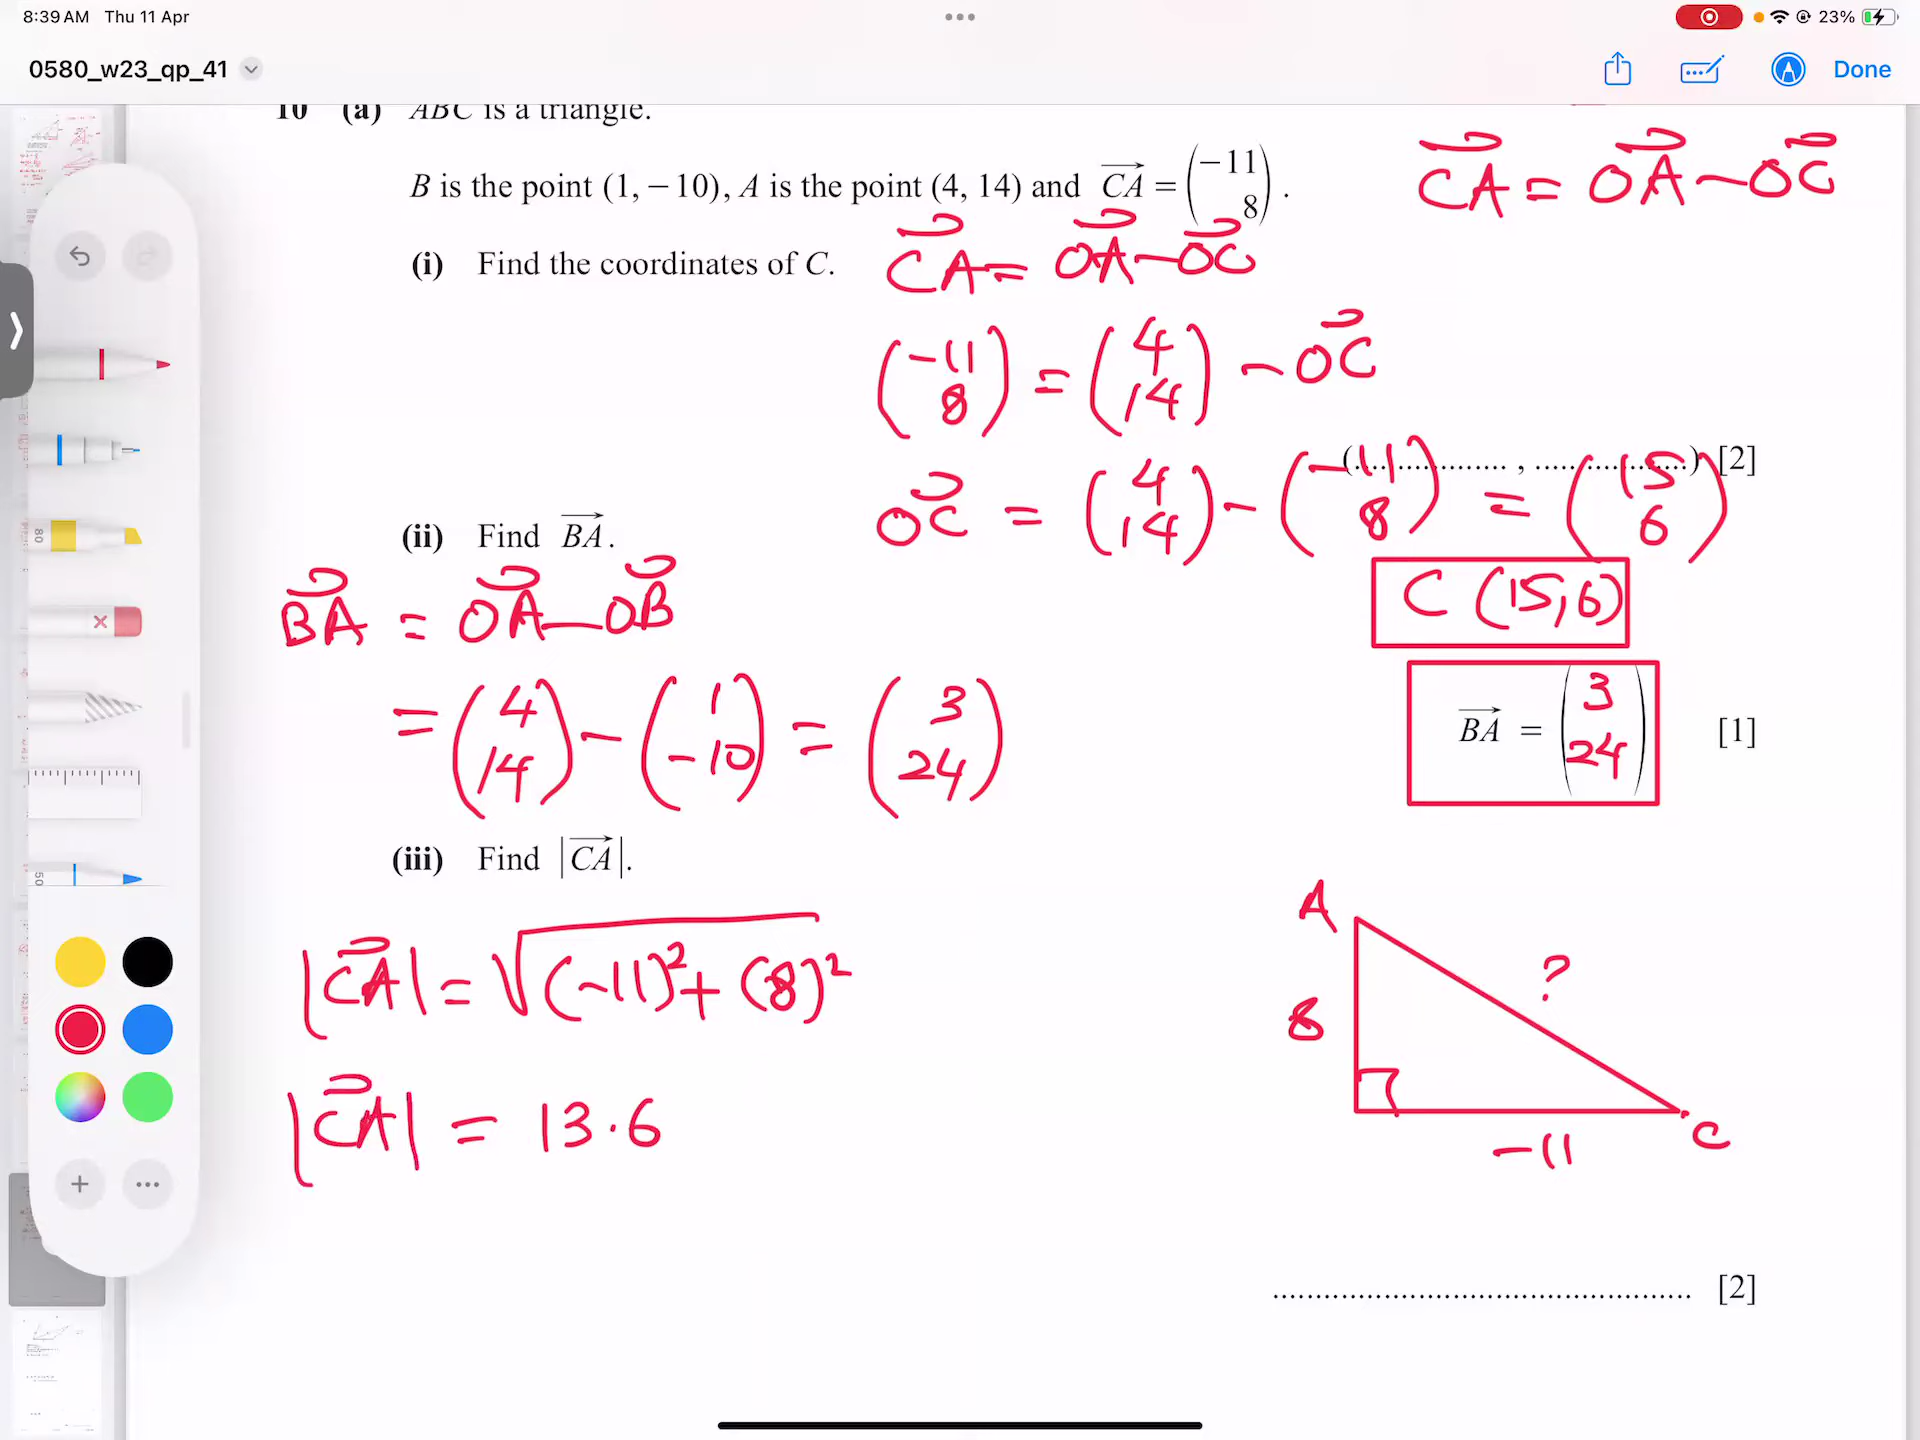 8:39 AM Thu 11 Apr
23%
0580_w23_qp_41
Done
10 (a) ABC is a triangle.
B is the point (1, −10), A is the point (4, 14) and CA = (−11 8).
CA = OA − OC
(i) Find the coordinates of C.
CA = OA − OC
(−11 8) = (4 14) − OC
(.................. , ..................) [2]
OC = (4 14) − (−11 8) = (15 6)
C (15, 6)
(ii) Find BA.
BA = OA − OB
= (4 14) − (1 −10) = (3 24)
BA = (3 24) [1]
(iii) Find |CA|.
|CA| = √(−11)² + (8)²
|CA| = 13.6
A
?
8
−11
C
.................................................. [2]
80
50